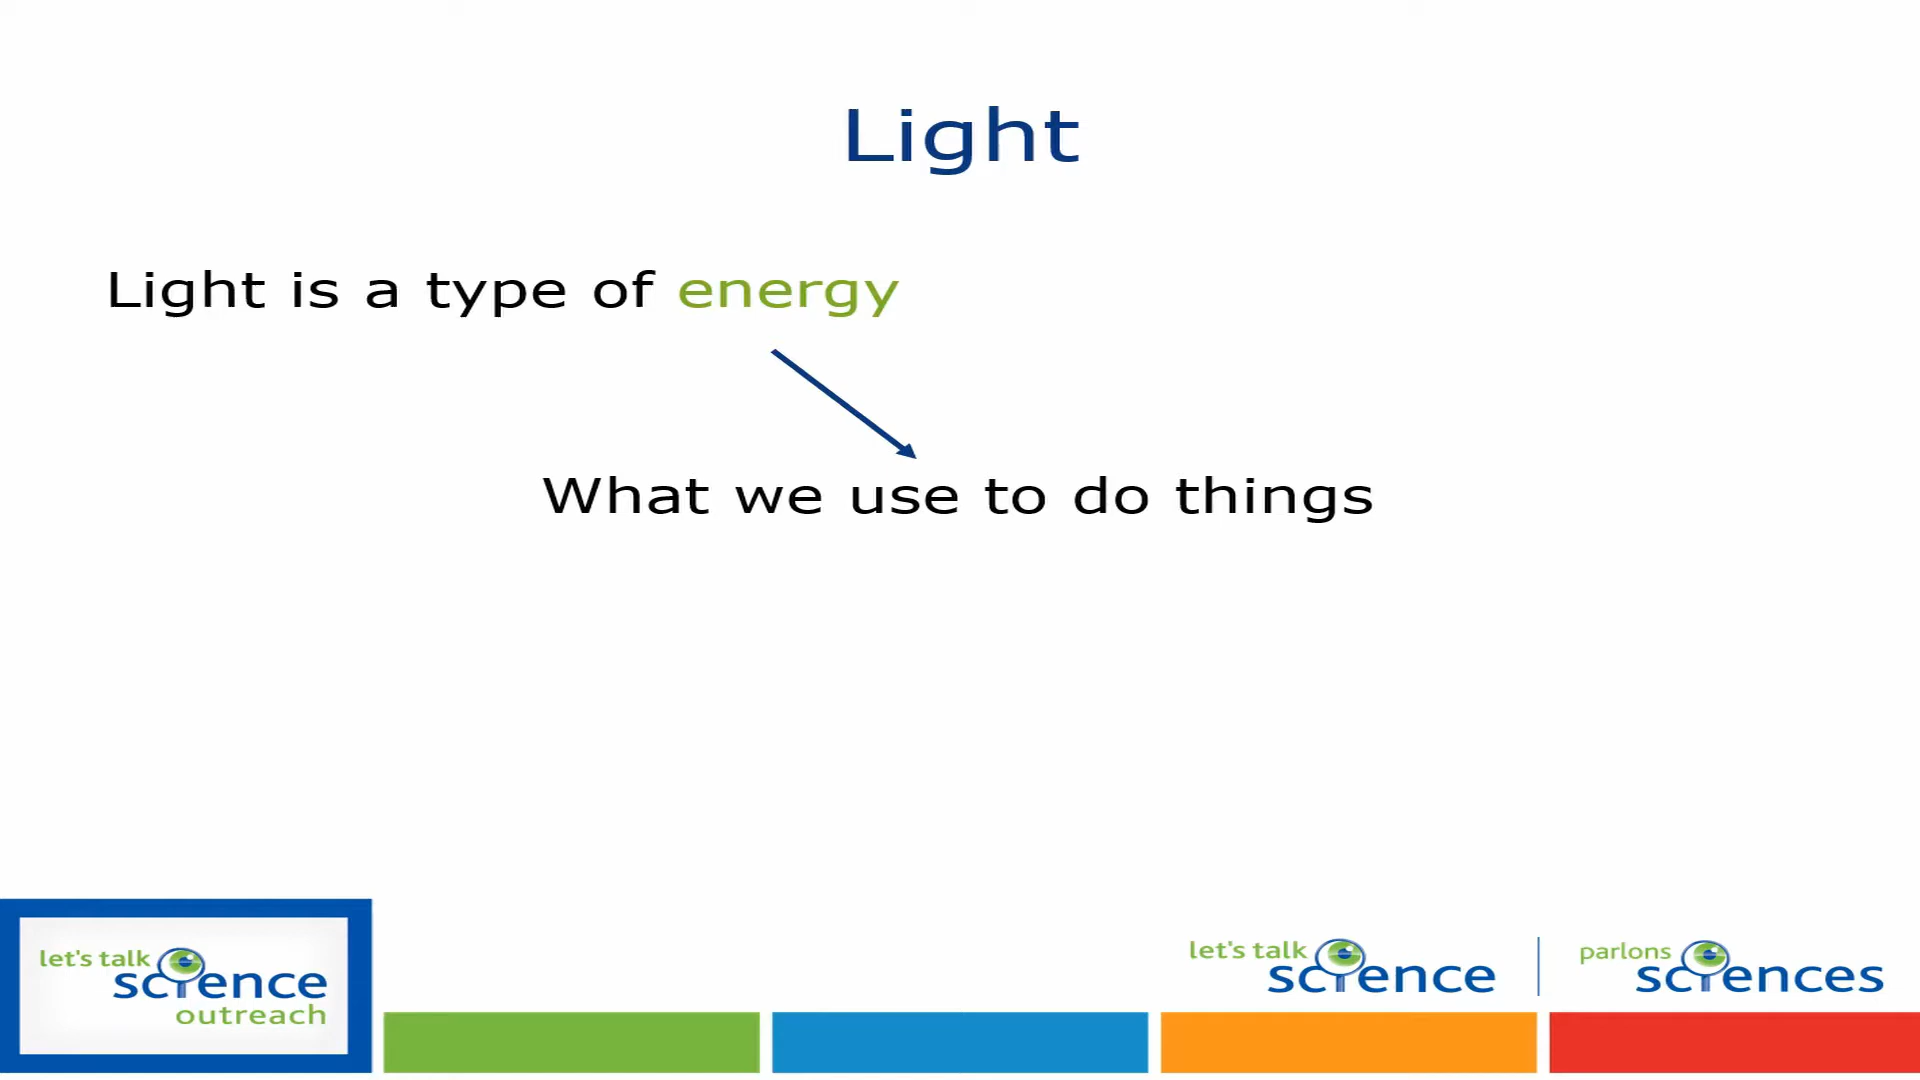 Light
Light is a type of energy
What we use to do things
let's talk
science
outreach
let's talk
science
parlons
sciences